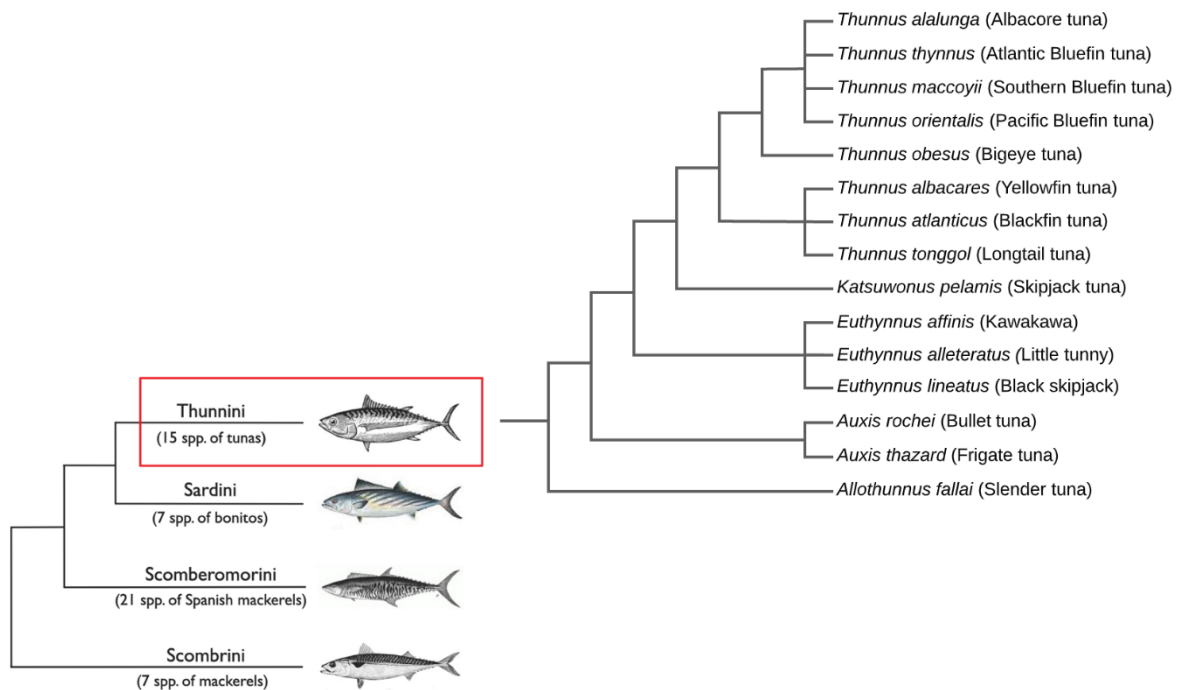 Thunnus alalunga (Albacore tuna)
Thunnus thynnus (Atlantic Bluefin tuna)
Thunnus maccoyii (Southern Bluefin tuna)
Thunnus orientalis (Pacific Bluefin tuna)
Thunnus obesus (Bigeye tuna)
Thunnus albacares (Yellowfin tuna)
Thunnus atlanticus (Blackfin tuna)
Thunnus tonggol (Longtail tuna)
Katsuwonus pelamis (Skipjack tuna)
Euthynnus affinis (Kawakawa)
Euthynnus alleteratus (Little tunny)
Euthynnus lineatus (Black skipjack)
Auxis rochei (Bullet tuna)
Auxis thazard (Frigate tuna)
Allothunnus fallai (Slender tuna)
Thunnini
(15 spp. of tunas)
Sardini
(7 spp. of bonitos)
Scomberomorini
(21 spp. of Spanish mackerels)
Scombrini
(7 spp. of mackerels)